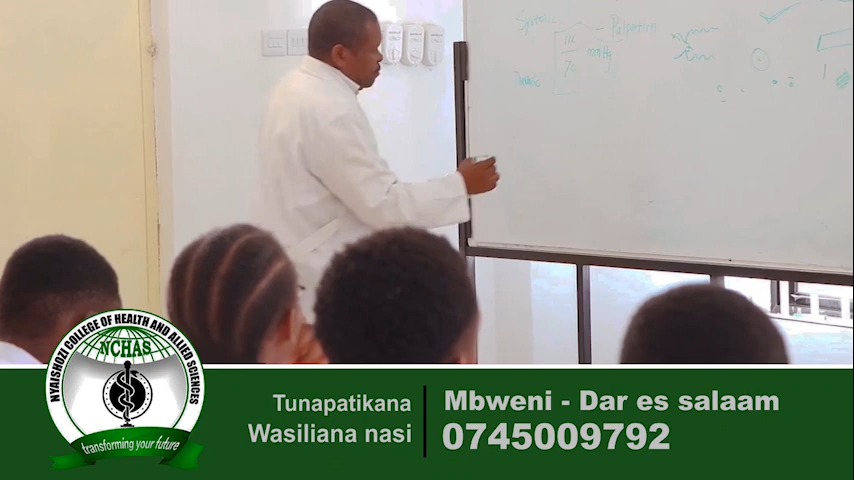 Systolic
Palpation
NYAISHOZI COLLEGE OF HEALTH AND ALLIED SCIENCES
NCHAS
transforming your future
Tunapatikana
Wasiliana nasi
Mbweni - Dar es salaam
0745009792